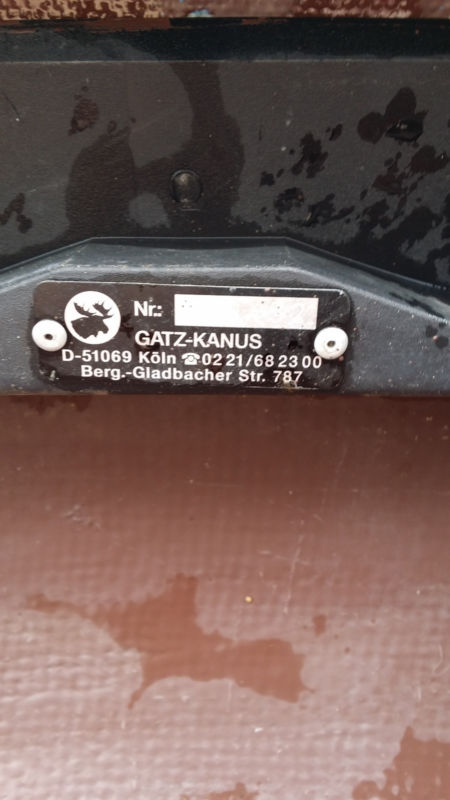 Nr.:
GATZ-KANUS
D-51069 Köln ☎02 21/68 23 00
Berg.-Gladbacher Str. 787